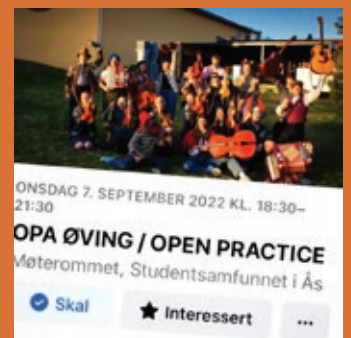 ONSDAG 7. SEPTEMBER 2022 KL. 18:30–
21:30
OPA ØVING / OPEN PRACTICE
Møterommet, Studentsamfunnet i Ås
Skal
Interessert
...